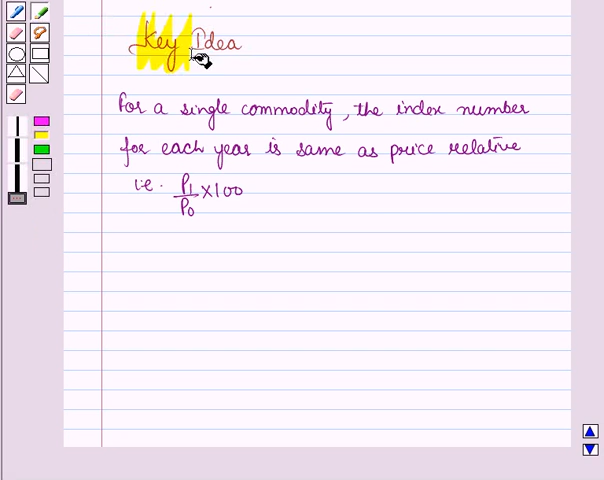 Key Idea
For a single commodity, the index number
for each year is same as price relative
i.e. P1/P0 × 100